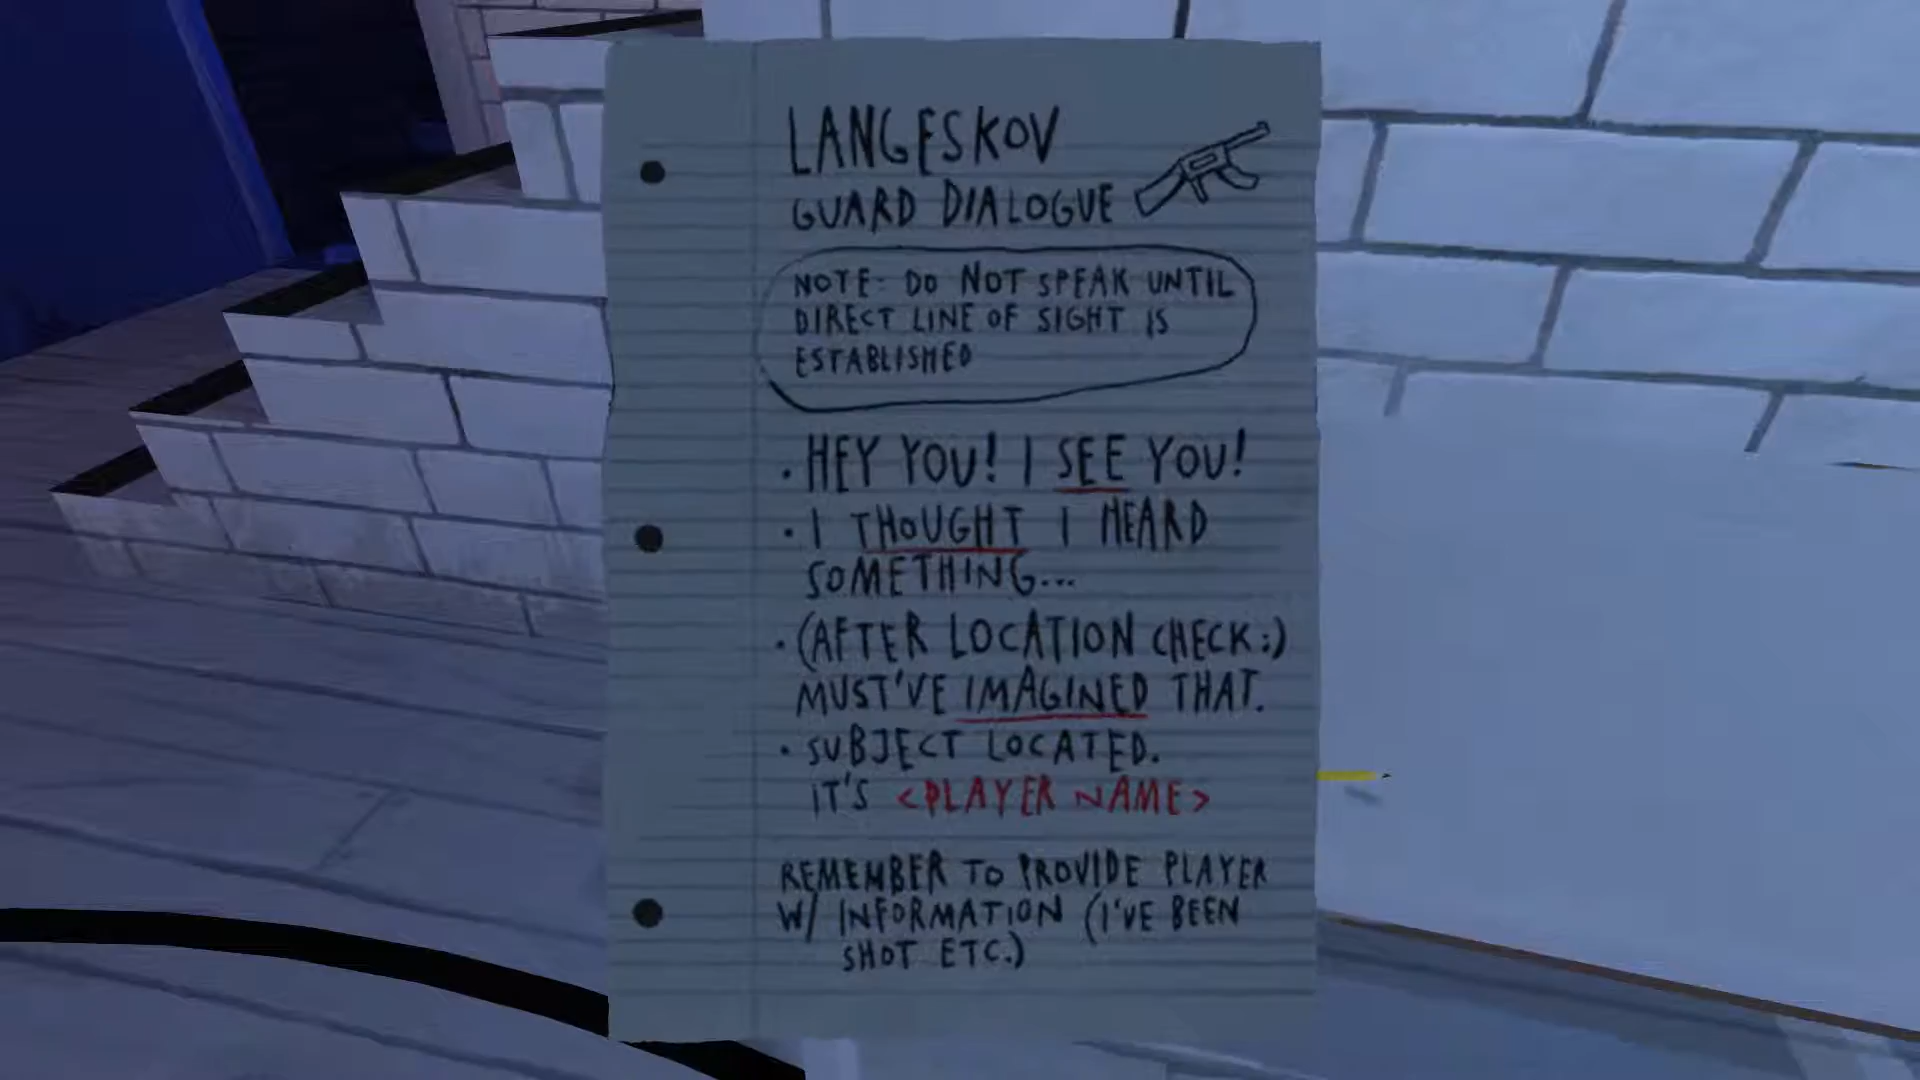 LANGESKOV
GUARD DIALOGUE
NOTE: DO NOT SPEAK UNTIL
DIRECT LINE OF SIGHT IS
ESTABLISHED
· HEY YOU! I SEE YOU!
· I THOUGHT I HEARD
SOMETHING...
· (AFTER LOCATION CHECK:)
MUST'VE IMAGINED THAT.
· SUBJECT LOCATED.
IT'S <PLAYER NAME>
REMEMBER TO PROVIDE PLAYER
W/ INFORMATION (I'VE BEEN
SHOT ETC.)